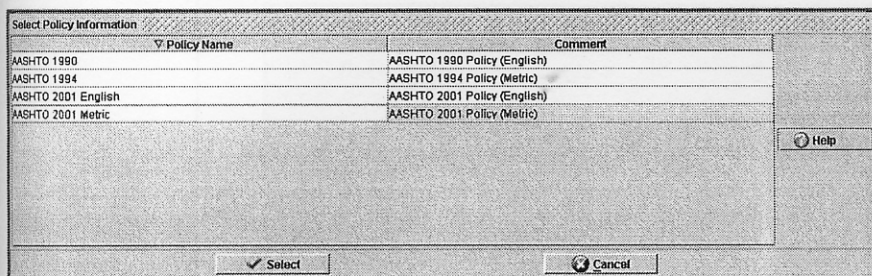 Select Policy Information
▽ Policy Name Comment
AASHTO 1990 AASHTO 1990 Policy (English)
AASHTO 1994 AASHTO 1994 Policy (Metric)
AASHTO 2001 English AASHTO 2001 Policy (English)
AASHTO 2001 Metric AASHTO 2001 Policy (Metric)
Help
Select Cancel